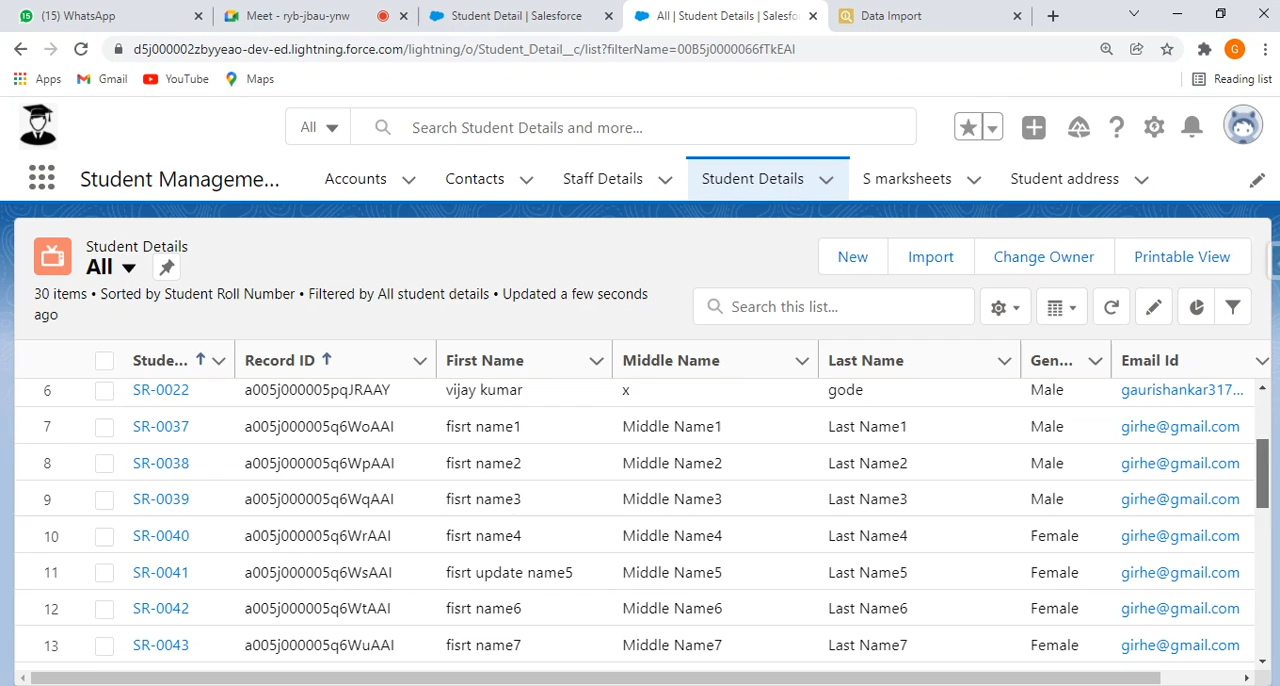 (15) WhatsApp
Meet - ryb-jbau-ynw
Student Detail | Salesforce
All | Student Details | Salesfo
Data Import
d5j000002zbyyeao-dev-ed.lightning.force.com/lightning/o/Student_Detail__c/list?filterName=00B5j0000066fTkEAI
G
Apps
Gmail
YouTube
Maps
Reading list
All
Search Student Details and more...
Student Manageme...
Accounts
Contacts
Staff Details
Student Details
S marksheets
Student address
Student Details
All
New
Import
Change Owner
Printable View
30 items • Sorted by Student Roll Number • Filtered by All student details • Updated a few seconds
ago
Search this list...
Stude... Record ID First Name Middle Name Last Name Gen... Email Id
6 SR-0022 a005j000005pqJRAAY vijay kumar x gode Male gaurishankar317...
7 SR-0037 a005j000005q6WoAAI fisrt name1 Middle Name1 Last Name1 Male girhe@gmail.com
8 SR-0038 a005j000005q6WpAAI fisrt name2 Middle Name2 Last Name2 Male girhe@gmail.com
9 SR-0039 a005j000005q6WqAAI fisrt name3 Middle Name3 Last Name3 Male girhe@gmail.com
10 SR-0040 a005j000005q6WrAAI fisrt name4 Middle Name4 Last Name4 Female girhe@gmail.com
11 SR-0041 a005j000005q6WsAAI fisrt update name5 Middle Name5 Last Name5 Female girhe@gmail.com
12 SR-0042 a005j000005q6WtAAI fisrt name6 Middle Name6 Last Name6 Female girhe@gmail.com
13 SR-0043 a005j000005q6WuAAI fisrt name7 Middle Name7 Last Name7 Female girhe@gmail.com